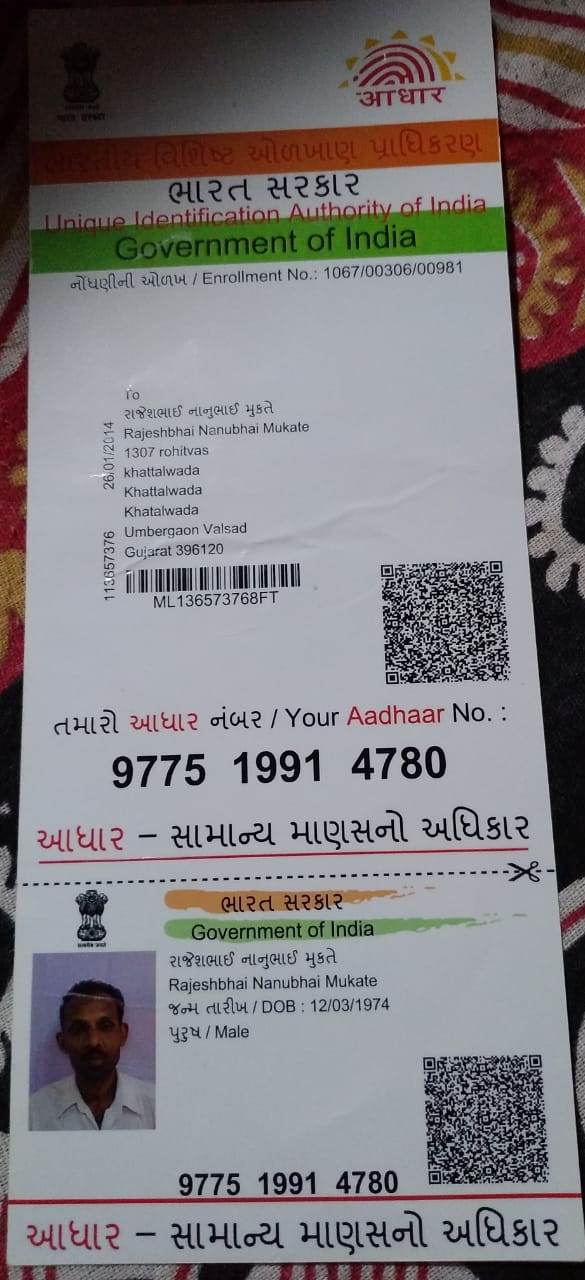 आधार
ભારતીય વિશિષ્ટ ઓળખાણ પ્રાધિકરણ
ભારત સરકાર
Unique Identification Authority of India
Government of India
નોંધણીની ઓળખ / Enrollment No.: 1067/00306/00981
To
રાજેશભાઈ નાનુભાઈ મુકતે
Rajeshbhai Nanubhai Mukate
1307 rohitvas
khattalwada
Khattalwada
Khatalwada
Umbergaon Valsad
Gujarat 396120
26/01/2014
113657376
ML136573768FT
તમારો આધાર નંબર / Your Aadhaar No. :
9775 1991 4780
આધાર – સામાન્ય માણસનો અધિકાર
ભારત સરકાર
Government of India
રાજેશભાઈ નાનુભાઈ મુકતે
Rajeshbhai Nanubhai Mukate
જન્મ તારીખ / DOB : 12/03/1974
પુરુષ / Male
9775 1991 4780
આધાર – સામાન્ય માણસનો અધિકાર